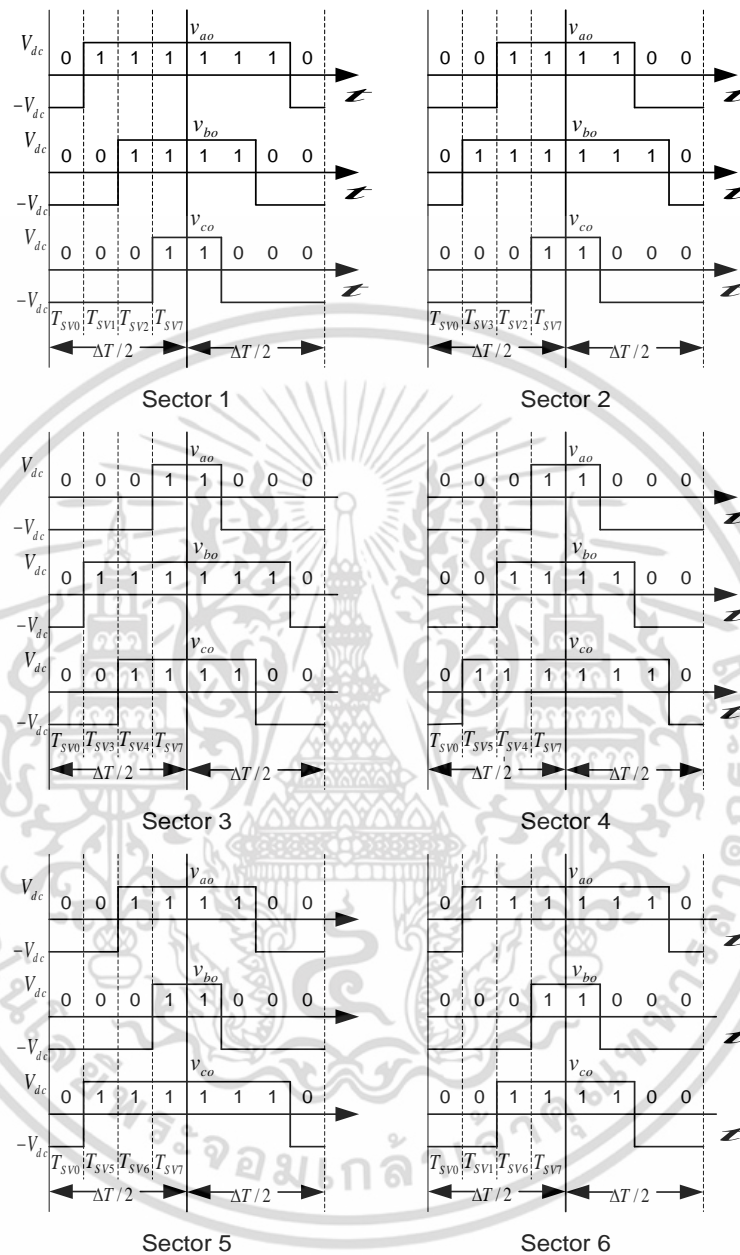 v_ao
V_dc 0 1 1 1 1 1 1 0
-V_dc t
v_bo
V_dc 0 0 1 1 1 1 0 0
-V_dc t
v_co
V_dc 0 0 0 1 1 0 0 0
-V_dc t
T_SV0 T_SV1 T_SV2 T_SV7
ΔT/2 ΔT/2
Sector 1
v_ao
0 0 1 1 1 1 0 0
t
v_bo
0 1 1 1 1 1 1 0
t
v_co
0 0 0 1 1 0 0 0
t
T_SV0 T_SV3 T_SV2 T_SV7
ΔT/2 ΔT/2
Sector 2
v_ao
V_dc 0 0 0 1 1 0 0 0
-V_dc
v_bo
V_dc 0 1 1 1 1 1 1 0
-V_dc
v_co
V_dc 0 0 1 1 1 1 0 0
-V_dc
T_SV0 T_SV3 T_SV4 T_SV7
ΔT/2 ΔT/2
Sector 3
v_ao
0 0 0 1 1 0 0 0
t
v_bo
0 0 1 1 1 1 0 0
t
v_co
0 1 1 1 1 1 1 0
t
T_SV0 T_SV5 T_SV4 T_SV7
ΔT/2 ΔT/2
Sector 4
v_ao
V_dc 0 0 1 1 1 1 0 0
-V_dc
v_bo
V_dc 0 0 0 1 1 0 0 0
-V_dc
v_co
V_dc 0 1 1 1 1 1 1 0
-V_dc
T_SV0 T_SV5 T_SV6 T_SV7
ΔT/2 ΔT/2
Sector 5
v_ao
0 1 1 1 1 1 1 0
t
v_bo
0 0 0 1 1 0 0 0
t
v_co
0 0 1 1 1 1 0 0
t
T_SV0 T_SV1 T_SV6 T_SV7
ΔT/2 ΔT/2
Sector 6